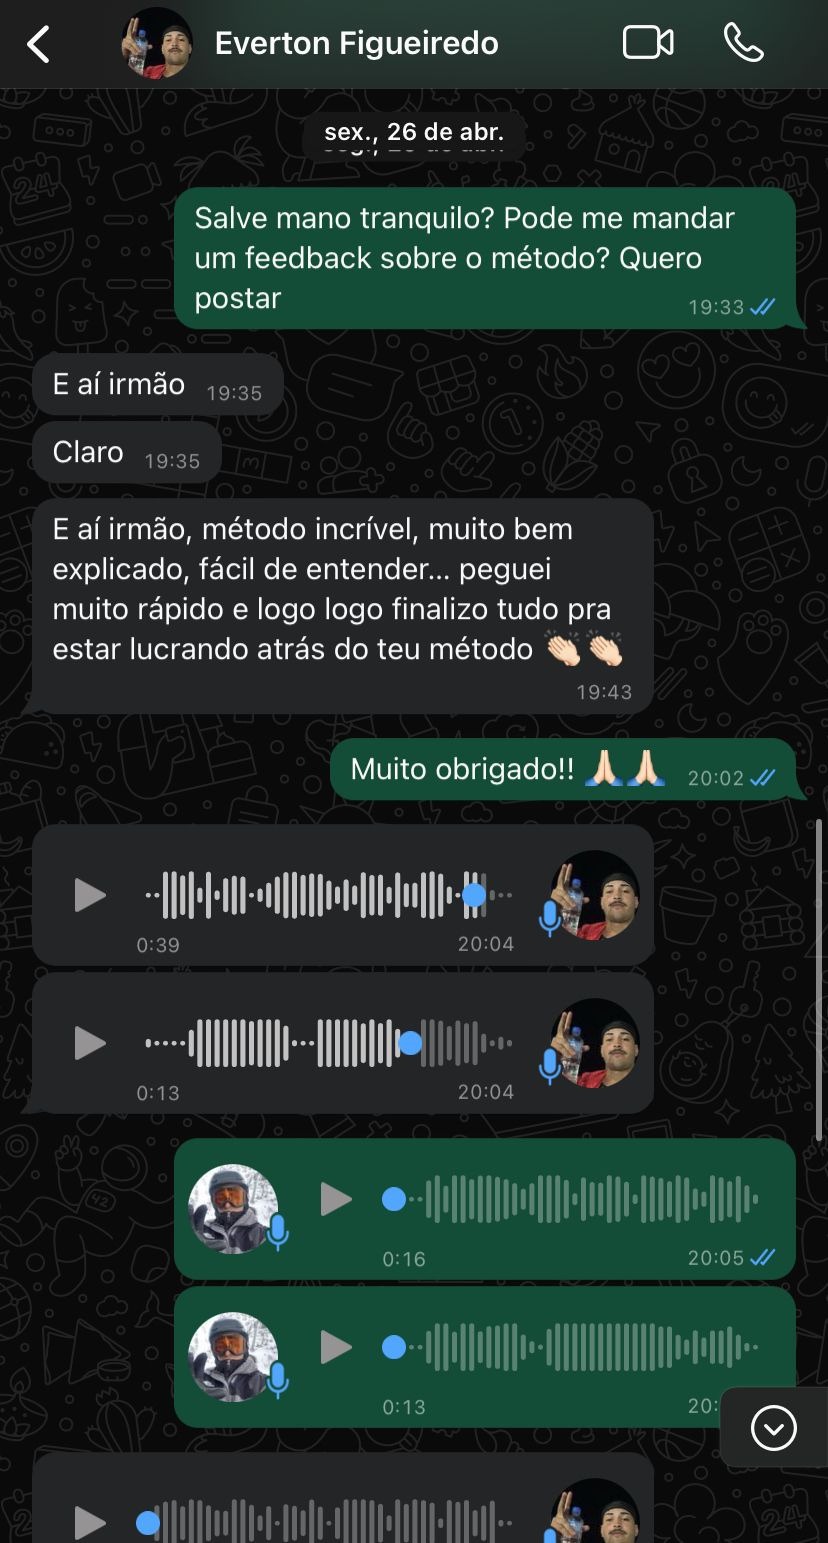 Everton Figueiredo
sex., 26 de abr.
Salve mano tranquilo? Pode me mandar
um feedback sobre o método? Quero
postar
19:33
E aí irmão 19:35
Claro 19:35
E aí irmão, método incrível, muito bem
explicado, fácil de entender... peguei
muito rápido e logo logo finalizo tudo pra
estar lucrando atrás do teu método 👏🏻👏🏻
19:43
Muito obrigado!! 🙏🏻🙏🏻 20:02
0:39 20:04
0:13 20:04
0:16 20:05
0:13 20: